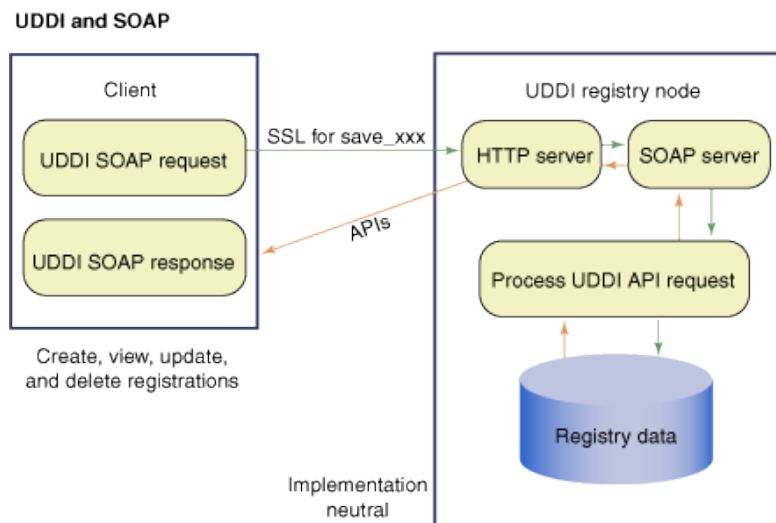 UDDI and SOAP
Client
UDDI SOAP request
UDDI SOAP response
Create, view, update,
and delete registrations
SSL for save_xxx
APIs
UDDI registry node
HTTP server
SOAP server
Process UDDI API request
Registry data
Implementation
neutral